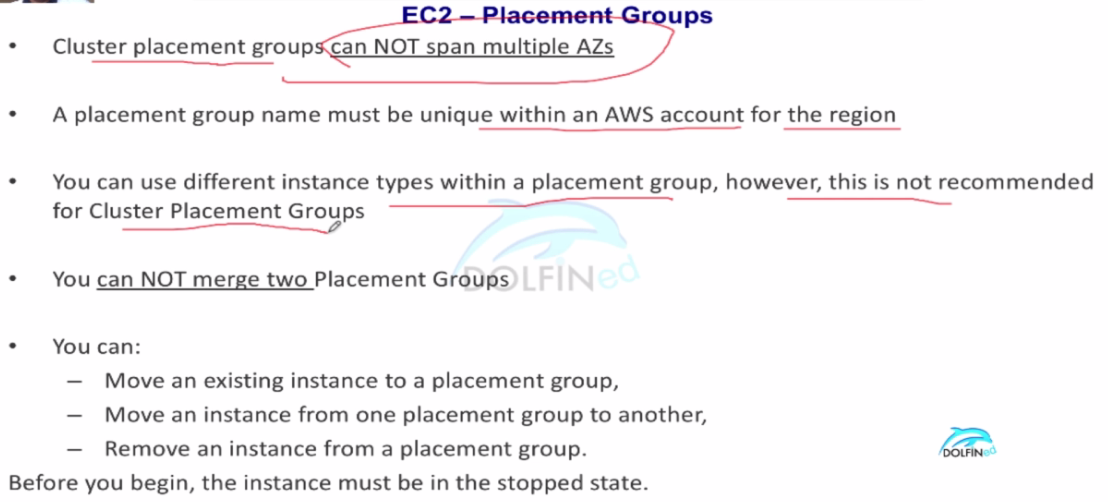 EC2 – Placement Groups
• Cluster placement groups can NOT span multiple AZs
• A placement group name must be unique within an AWS account for the region
• You can use different instance types within a placement group, however, this is not recommended
for Cluster Placement Groups
DOLFINed
• You can NOT merge two Placement Groups
• You can:
– Move an existing instance to a placement group,
– Move an instance from one placement group to another,
– Remove an instance from a placement group.
DOLFINed
Before you begin, the instance must be in the stopped state.